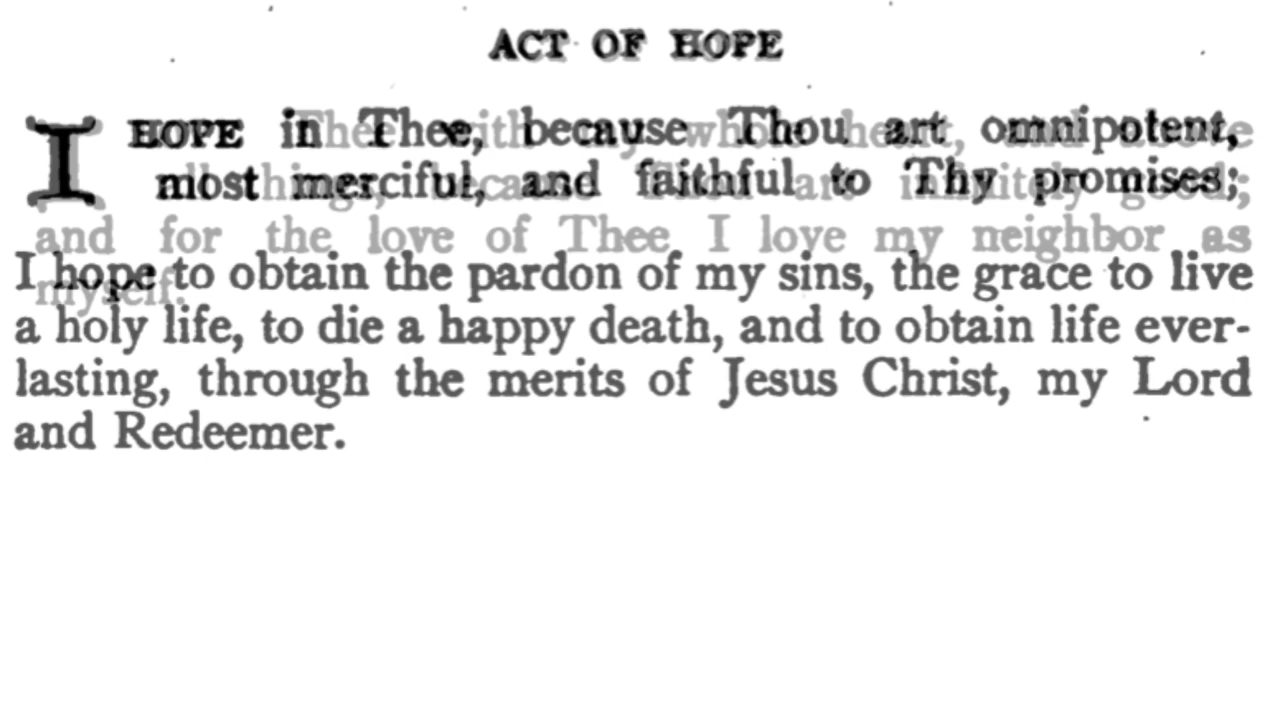 ACT OF HOPE
I HOPE in Thee, because Thou art omnipotent,
most merciful, and faithful to Thy promises;
and for the love of Thee I love my neighbor as
myself.
I hope to obtain the pardon of my sins, the grace to live
a holy life, to die a happy death, and to obtain life ever-
lasting, through the merits of Jesus Christ, my Lord
and Redeemer.